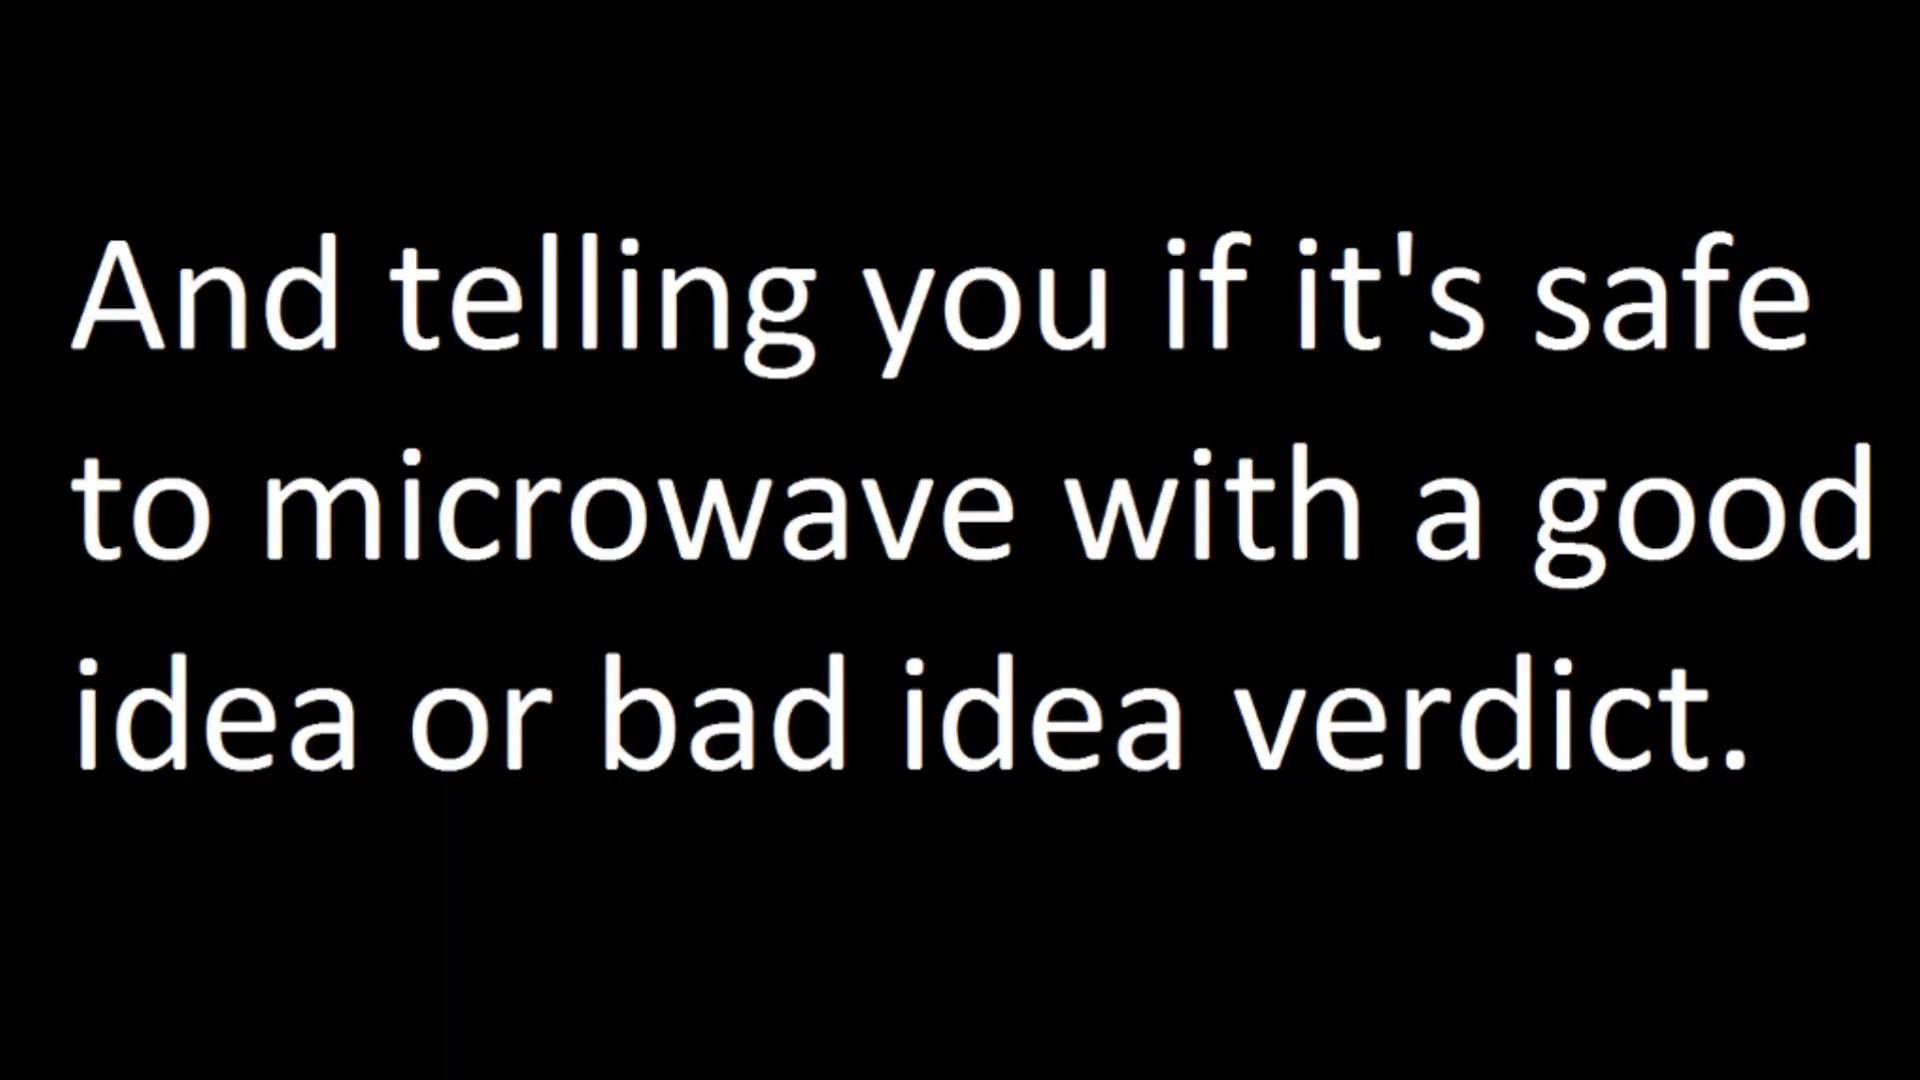 And telling you if it's safe
to microwave with a good
idea or bad idea verdict.